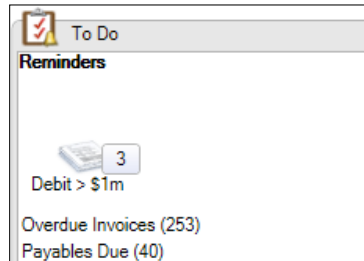 To Do
Reminders
3
Debit > $1m
Overdue Invoices (253)
Payables Due (40)